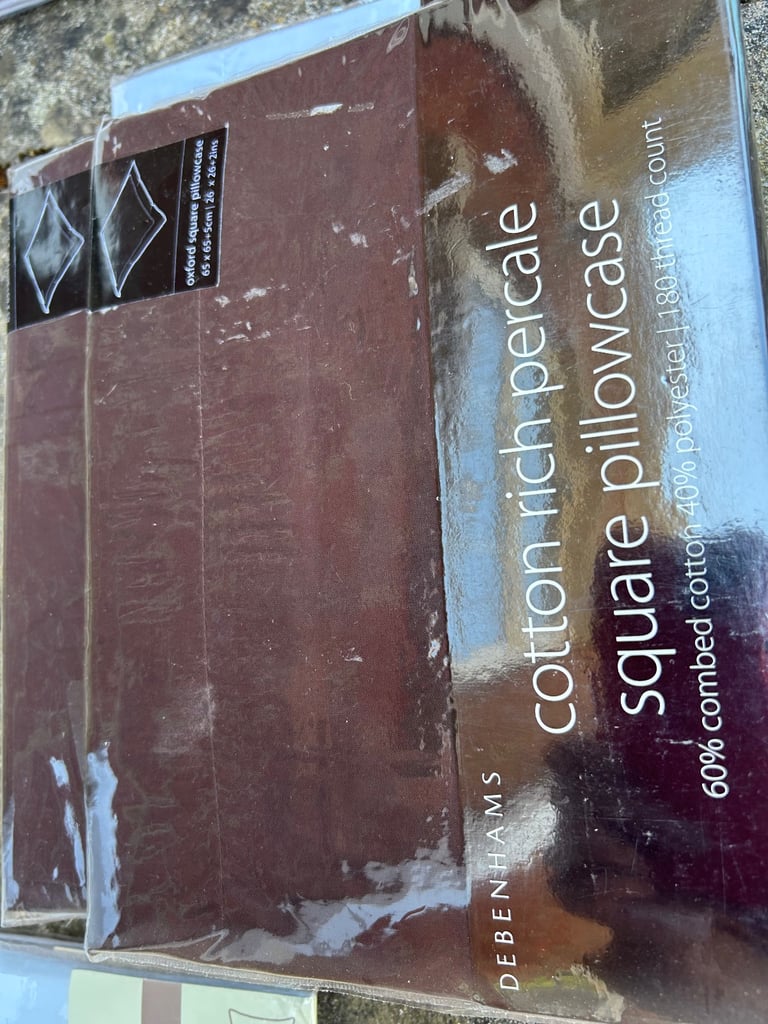 DEBENHAMS
cotton rich percale
square pillowcase
60% combed cotton 40% polyester | 180 thread count
oxford square pillowcase
65 x 65+5cm | 26 x 26+2ins